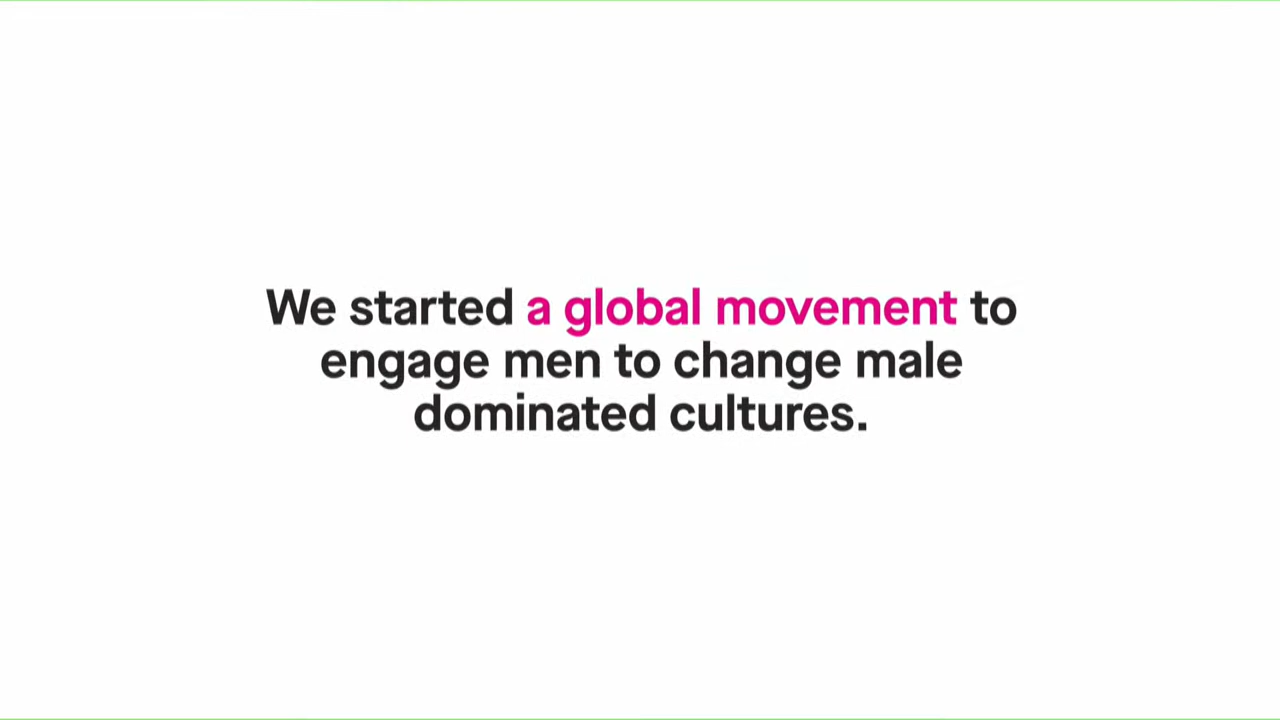 We started a global movement to
engage men to change male
dominated cultures.